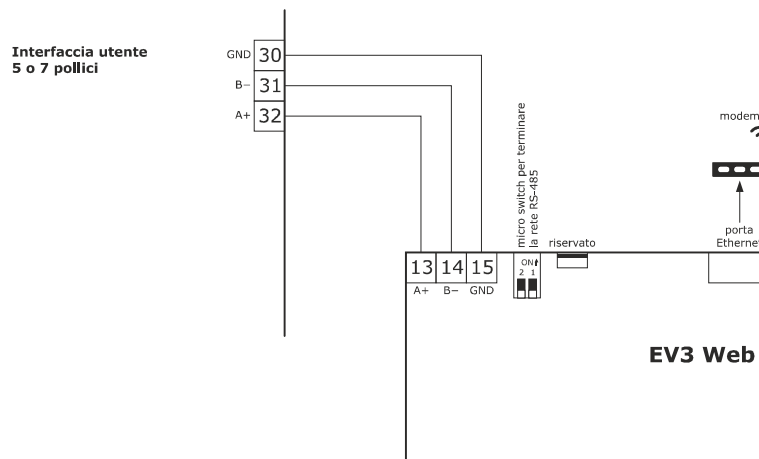 Interfaccia utente
5 o 7 pollici
GND 30
B− 31
A+ 32
micro switch per terminare
la rete RS-485
modem
riservato
porta
Ethernet
13 14 15
A+ B− GND
ON
2 1
EV3 Web